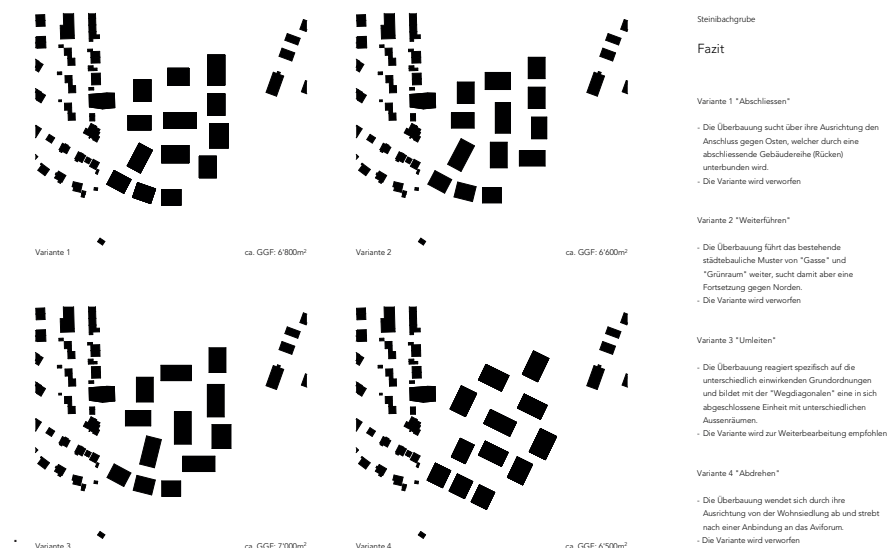 Steinibachgrube
Fazit
Variante 1 "Abschliessen"
- Die Überbauung sucht über ihre Ausrichtung den
Anschluss gegen Osten, welcher durch eine
abschliessende Gebäudereihe (Rücken)
unterbunden wird.
- Die Variante wird verworfen
Variante 2 "Weiterführen"
- Die Überbauung führt das bestehende
städtebauliche Muster von "Gasse" und
"Grünraum" weiter, sucht damit aber eine
Fortsetzung gegen Norden.
- Die Variante wird verworfen
Variante 3 "Umleiten"
- Die Überbauung reagiert spezifisch auf die
unterschiedlich einwirkenden Grundordnungen
und bildet mit der "Wegdiagonalen" eine in sich
abgeschlossene Einheit mit unterschiedlichen
Aussenräumen.
- Die Variante wird zur Weiterbearbeitung empfohlen
Variante 4 "Abdrehen"
- Die Überbauung wendet sich durch ihre
Ausrichtung von der Wohnsiedlung ab und strebt
nach einer Anbindung an das Aviforum.
- Die Variante wird verworfen
Variante 1 ca. GGF: 6'800m²
Variante 2 ca. GGF: 6'600m²
Variante 3 ca. GGF: 7'000m²
Variante 4 ca. GGF: 6'500m²